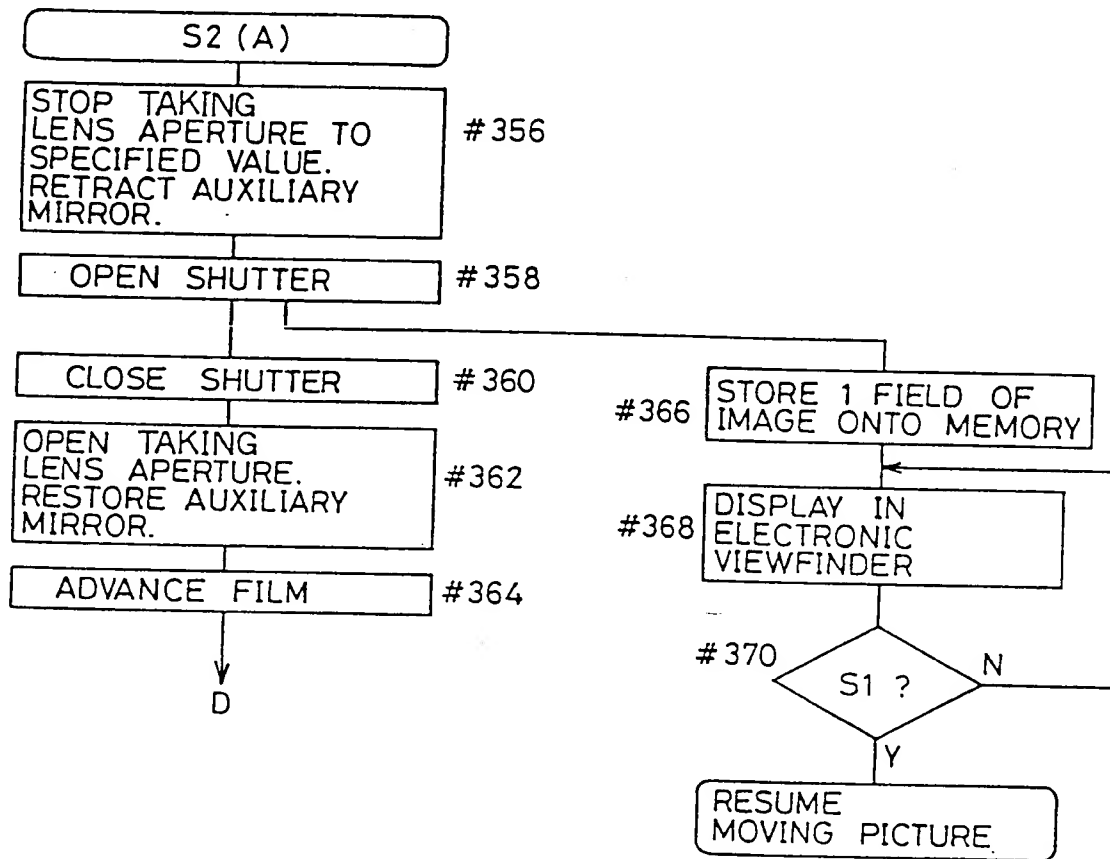 S2 (A)
STOP TAKING
LENS APERTURE TO
SPECIFIED VALUE.
RETRACT AUXILIARY
MIRROR.
#356
OPEN SHUTTER
#358
CLOSE SHUTTER
#360
OPEN TAKING
LENS APERTURE.
RESTORE AUXILIARY
MIRROR.
#362
ADVANCE FILM
#364
D
#366
STORE 1 FIELD OF
IMAGE ONTO MEMORY
#368
DISPLAY IN
ELECTRONIC
VIEWFINDER
#370
S1 ?
N
Y
RESUME
MOVING PICTURE